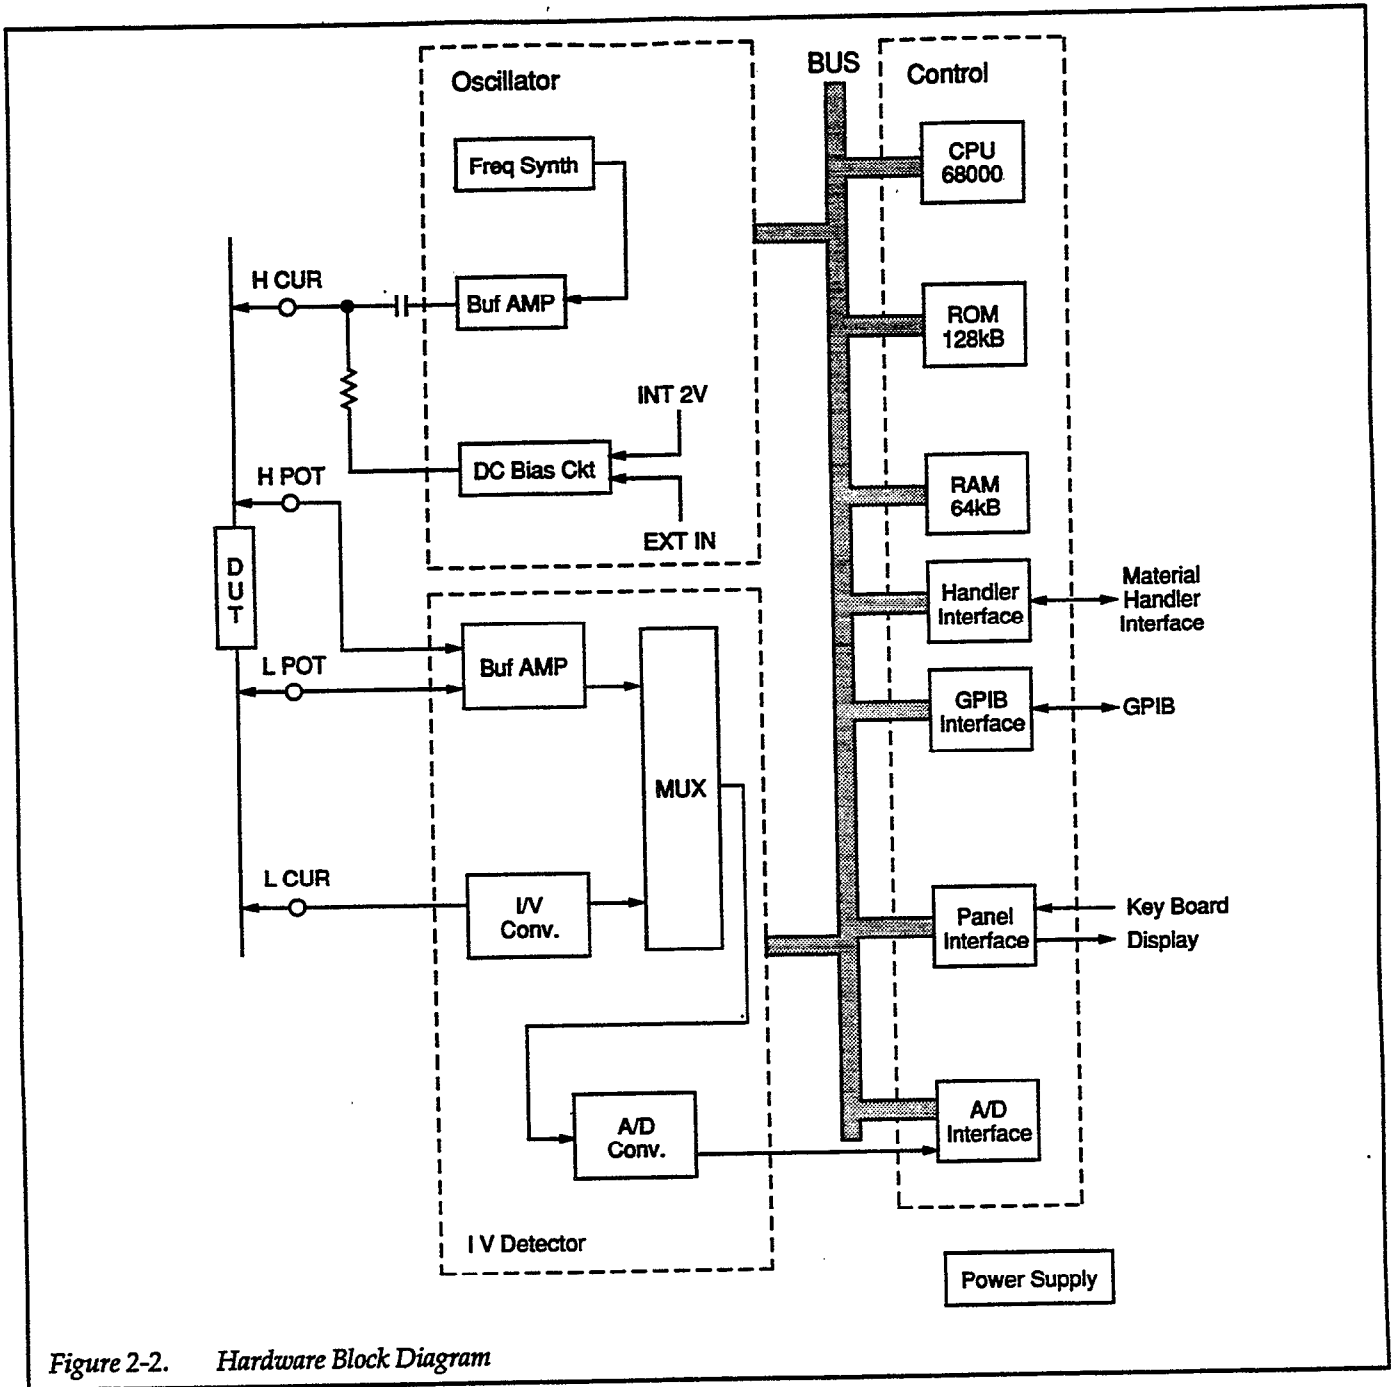 Oscillator
BUS
Control
Freq Synth
CPU
68000
H CUR
Buf AMP
ROM
128kB
INT 2V
H POT
DC Bias Ckt
RAM
64kB
EXT IN
D
U
T
Handler
Interface
Material
Handler
Interface
L POT
Buf AMP
GPIB
Interface
GPIB
MUX
L CUR
I/V
Conv.
Panel
Interface
Key Board
Display
A/D
Conv.
A/D
Interface
I V Detector
Power Supply
Figure 2-2. Hardware Block Diagram